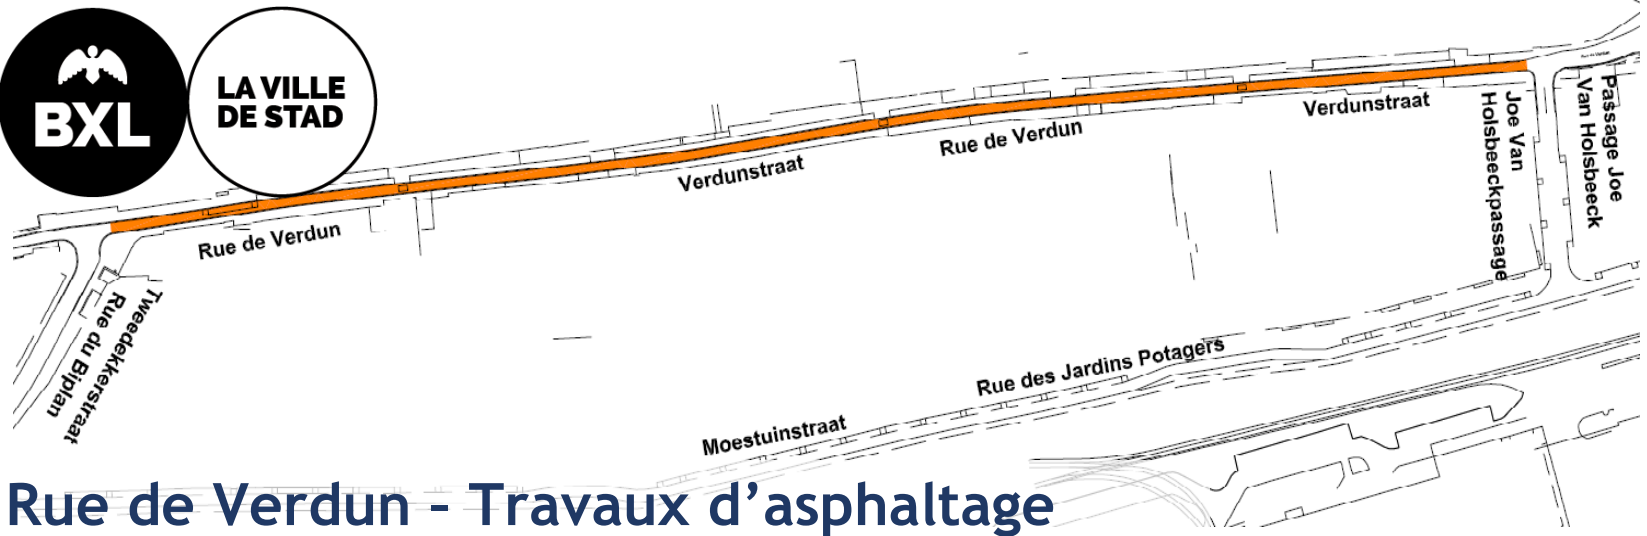 BXL
LA VILLE
DE STAD
Rue de Verdun
Verdunstraat
Rue de Verdun
Verdunstraat
Joe Van
Holsbeeckpassage
Passage Joe
Van Holsbeeck
Tweedekkerstraat
Rue du Biplan
Rue des Jardins Potagers
Moestuinstraat
Rue de Verdun – Travaux d’asphaltage